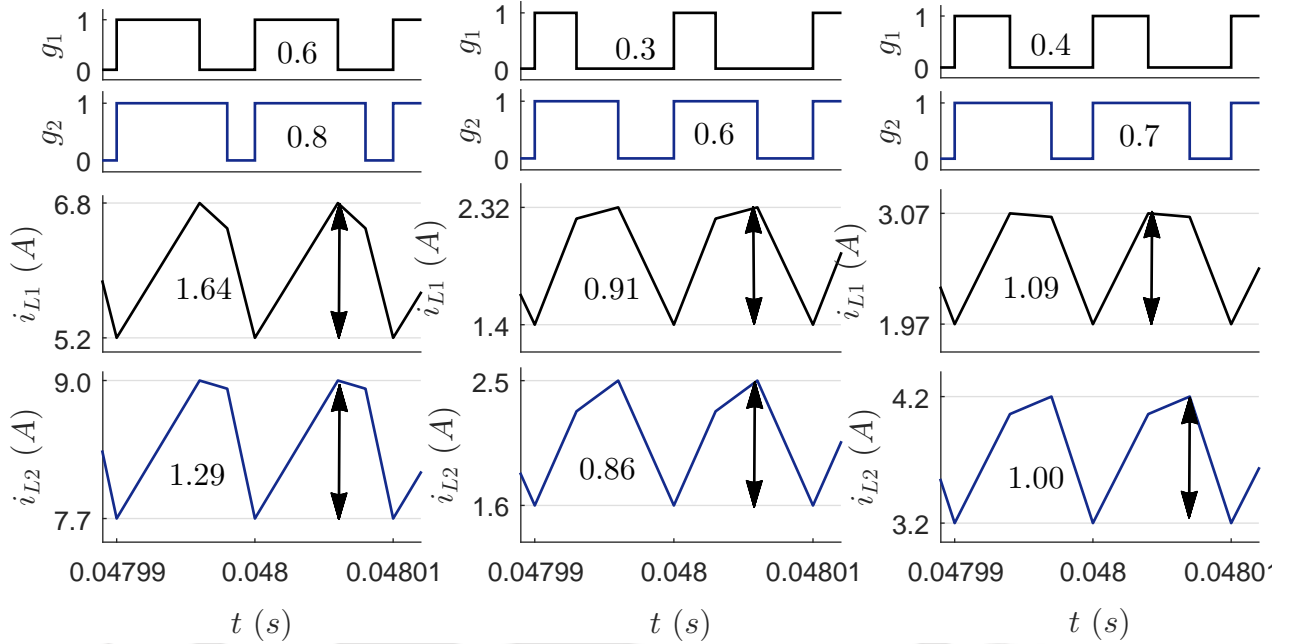 g1 1 0 0.6
g1 1 0 0.3
g1 1 0 0.4
g2 1 0 0.8
g2 1 0 0.6
g2 1 0 0.7
iL1 (A) 6.8 5.2 1.64
iL1 (A) 2.32 1.4 0.91
iL1 (A) 3.07 1.97 1.09
iL2 (A) 9.0 7.7 1.29
iL2 (A) 2.5 1.6 0.86
iL2 (A) 4.2 3.2 1.00
0.04799 0.048 0.04801
0.04799 0.048 0.04801
0.04799 0.048 0.0480
t (s)
t (s)
t (s)